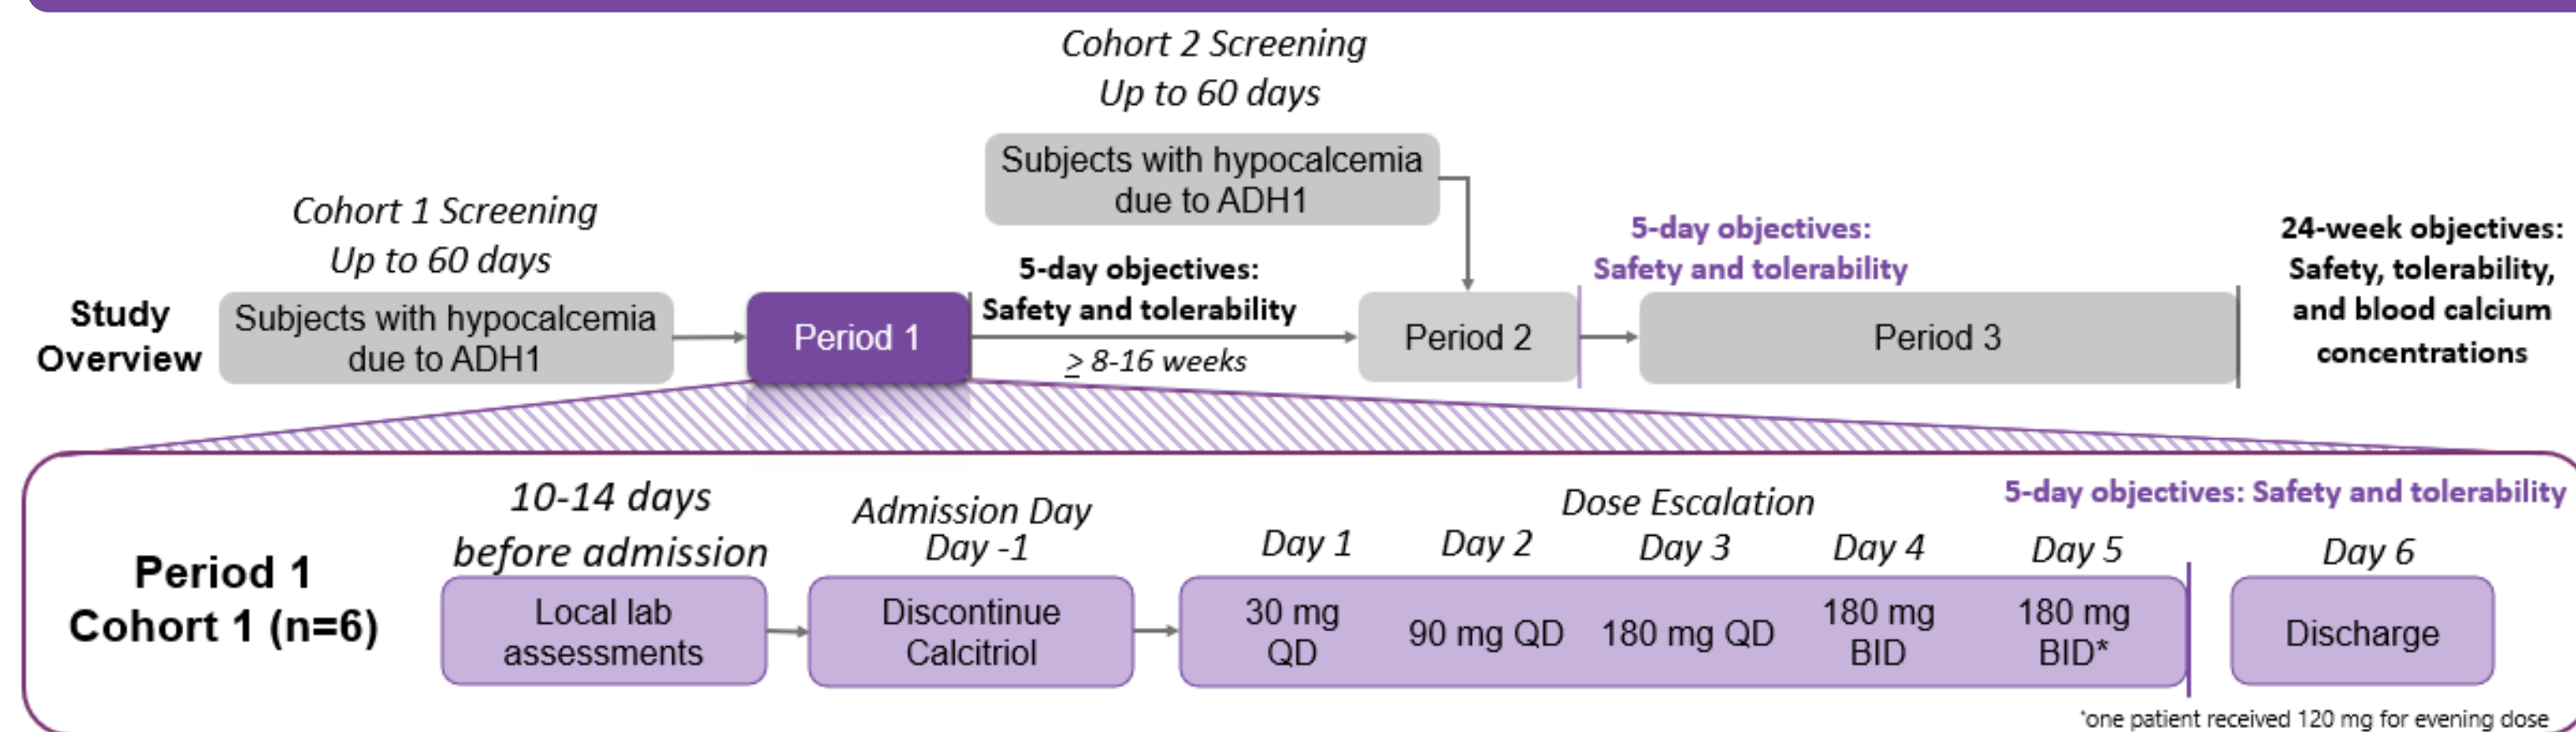 Cohort 2 Screening
Up to 60 days
Subjects with hypocalcemia
due to ADH1
Cohort 1 Screening
Up to 60 days
Study
Overview
Subjects with hypocalcemia
due to ADH1
Period 1
5-day objectives:
Safety and tolerability
≥ 8-16 weeks
Period 2
5-day objectives:
Safety and tolerability
Period 3
24-week objectives:
Safety, tolerability,
and blood calcium
concentrations
Period 1
Cohort 1 (n=6)
10-14 days
before admission
Local lab
assessments
Admission Day
Day -1
Discontinue
Calcitriol
Dose Escalation
Day 1
30 mg
QD
Day 2
90 mg QD
Day 3
180 mg QD
Day 4
180 mg
BID
Day 5
180 mg
BID*
5-day objectives: Safety and tolerability
Day 6
Discharge
*one patient received 120 mg for evening dose